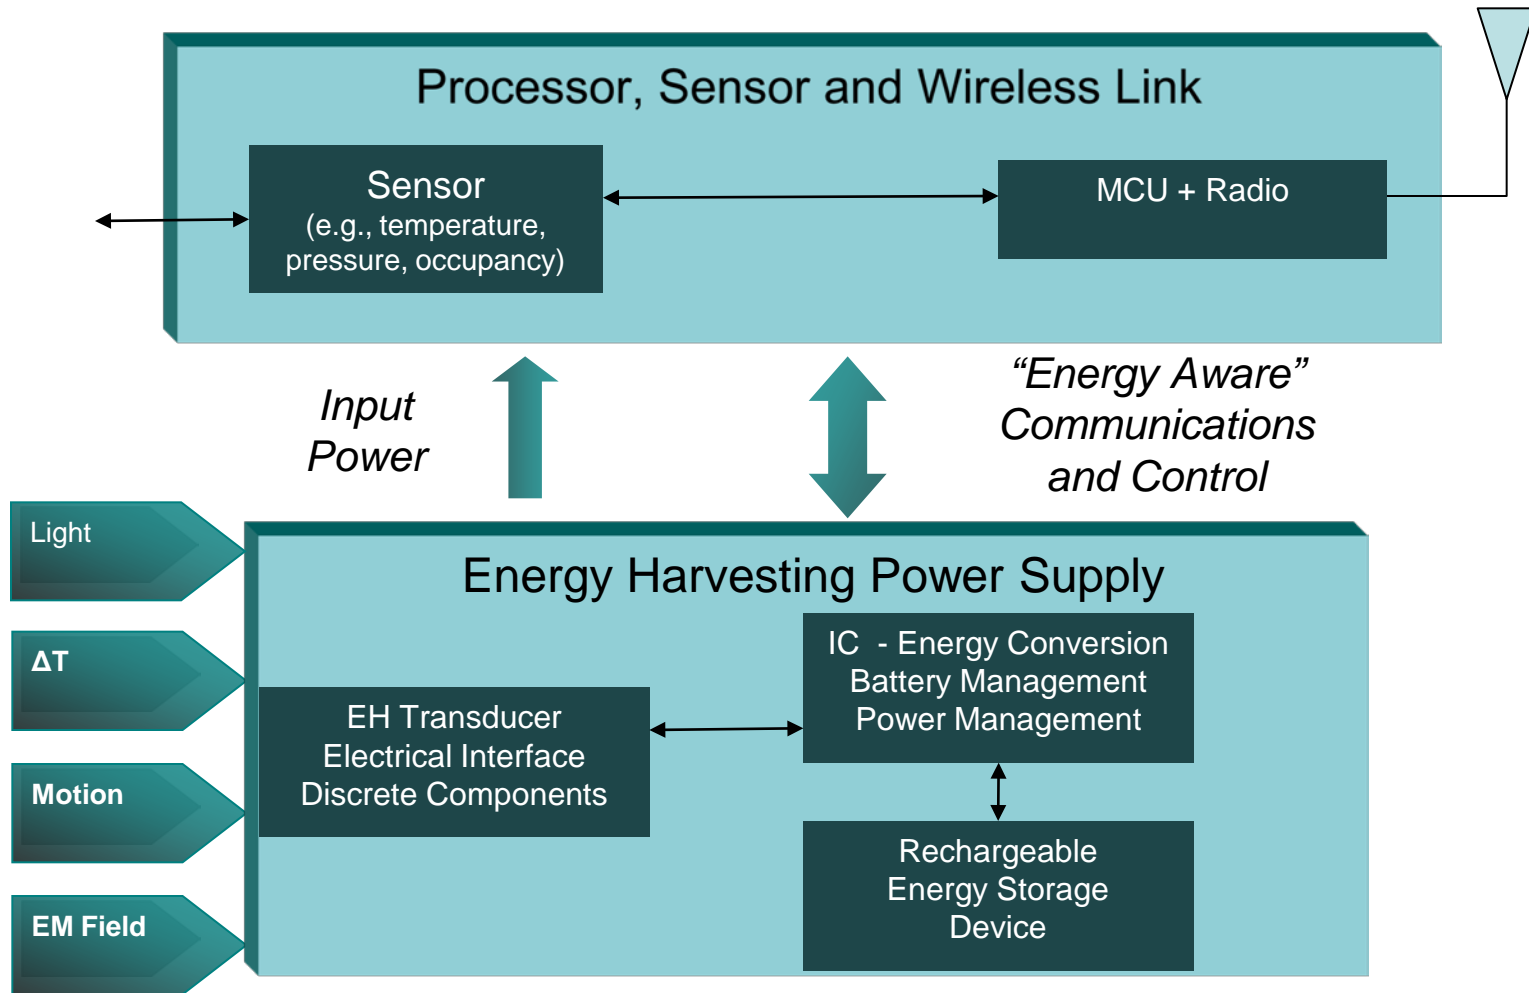 Processor, Sensor and Wireless Link
Sensor
(e.g., temperature,
pressure, occupancy)
MCU + Radio
Input
Power
“Energy Aware”
Communications
and Control
Light
ΔT
Motion
EM Field
Energy Harvesting Power Supply
EH Transducer
Electrical Interface
Discrete Components
IC - Energy Conversion
Battery Management
Power Management
Rechargeable
Energy Storage
Device